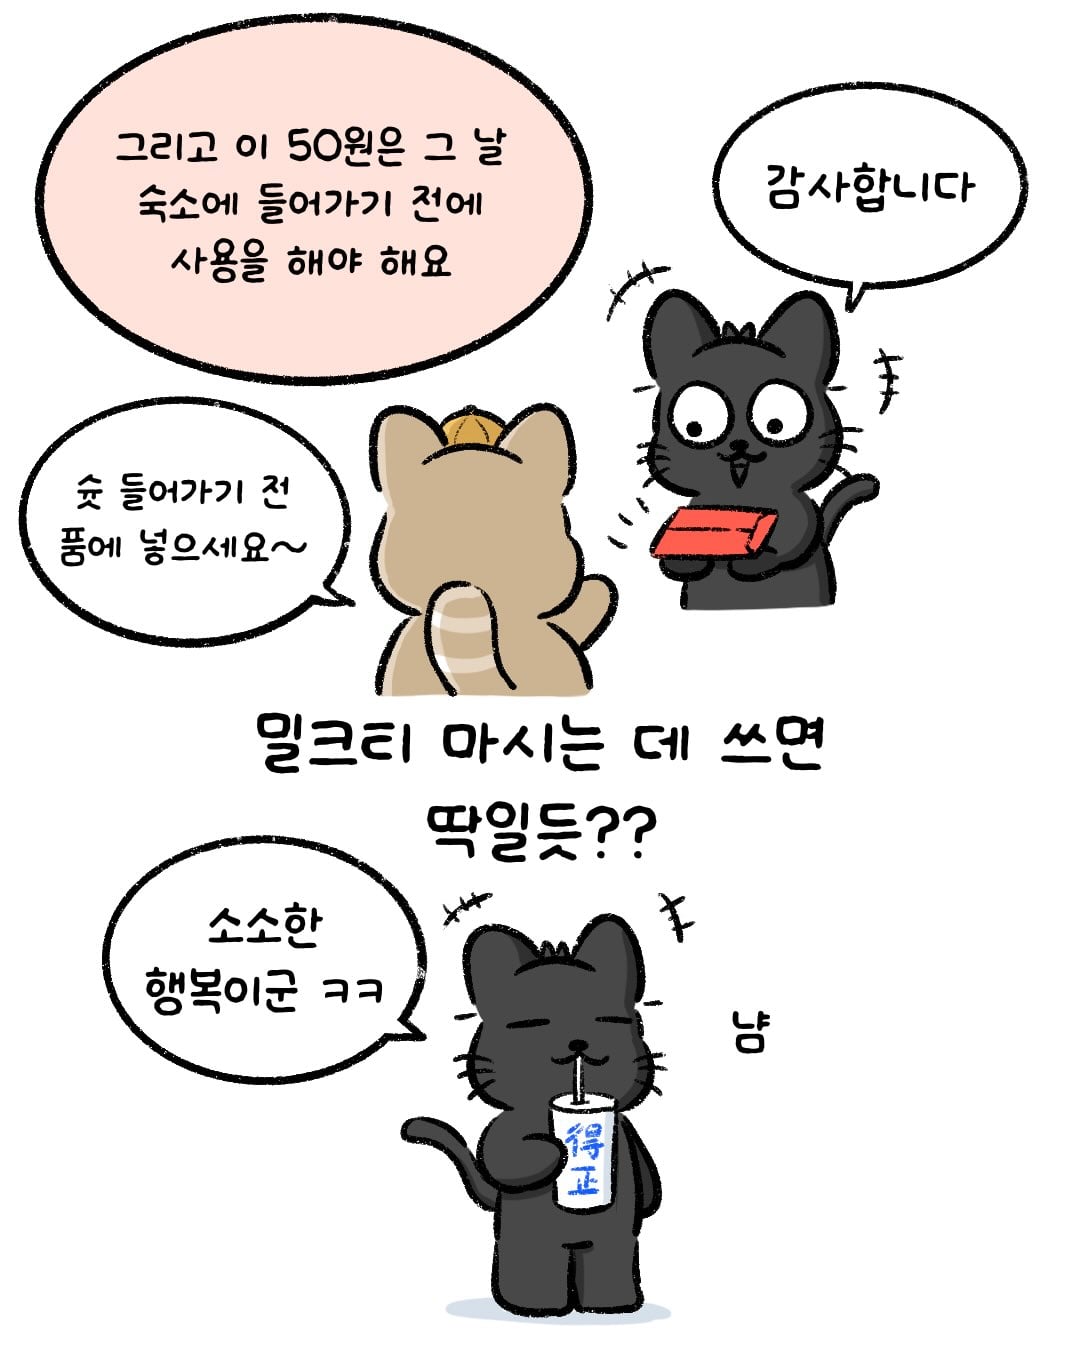 그리고 이 50원은 그 날
숙소에 들어가기 전에
사용을 해야 해요
감사합니다
슛 들어가기 전
품에 넣으세요~
밀크티 마시는 데 쓰면
딱일듯??
소소한
행복이군 ㅋㅋ
냠
得
正